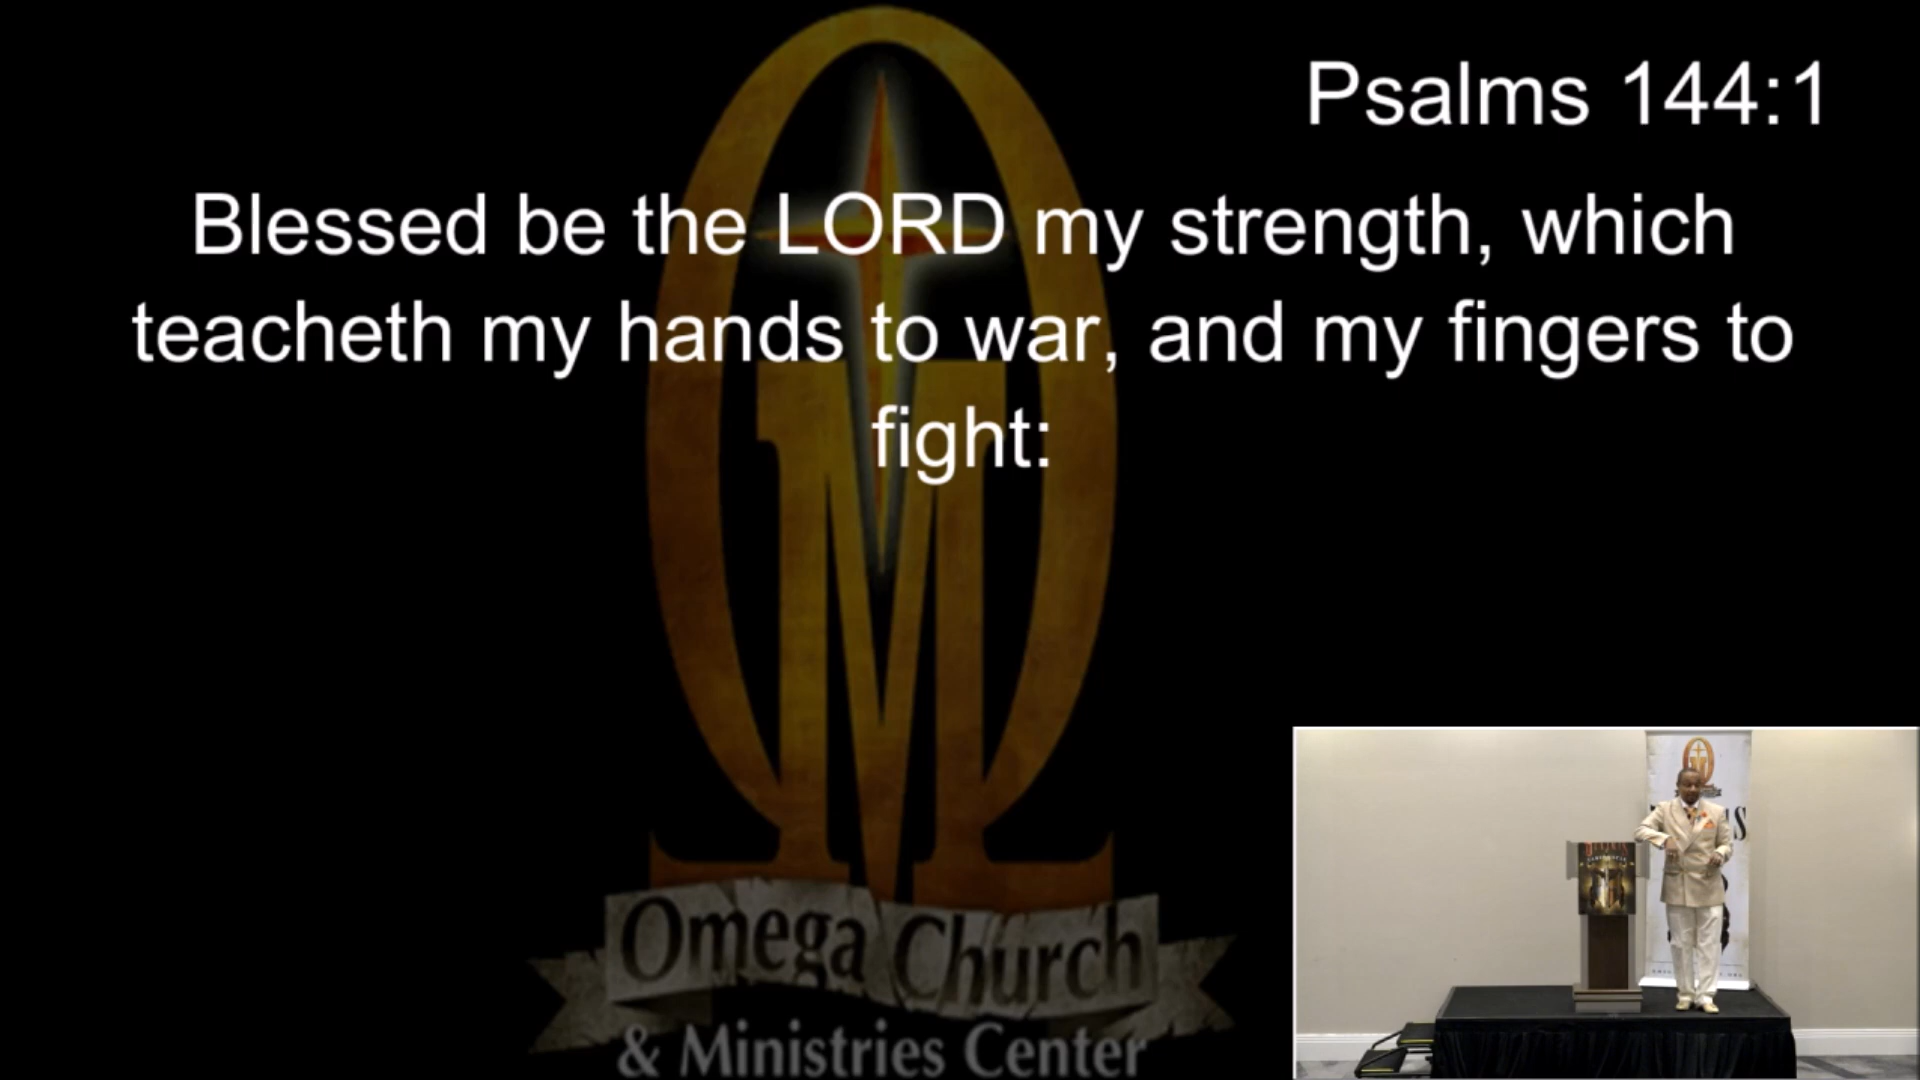 Psalms 144:1
Blessed be the LORD my strength, which
teacheth my hands to war, and my fingers to
fight:
Omega Church
& Ministries Center